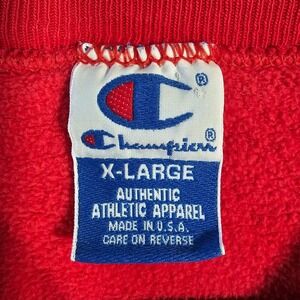 ®
Champion®
X-LARGE
AUTHENTIC
ATHLETIC APPAREL
MADE IN U.S.A.
CARE ON REVERSE